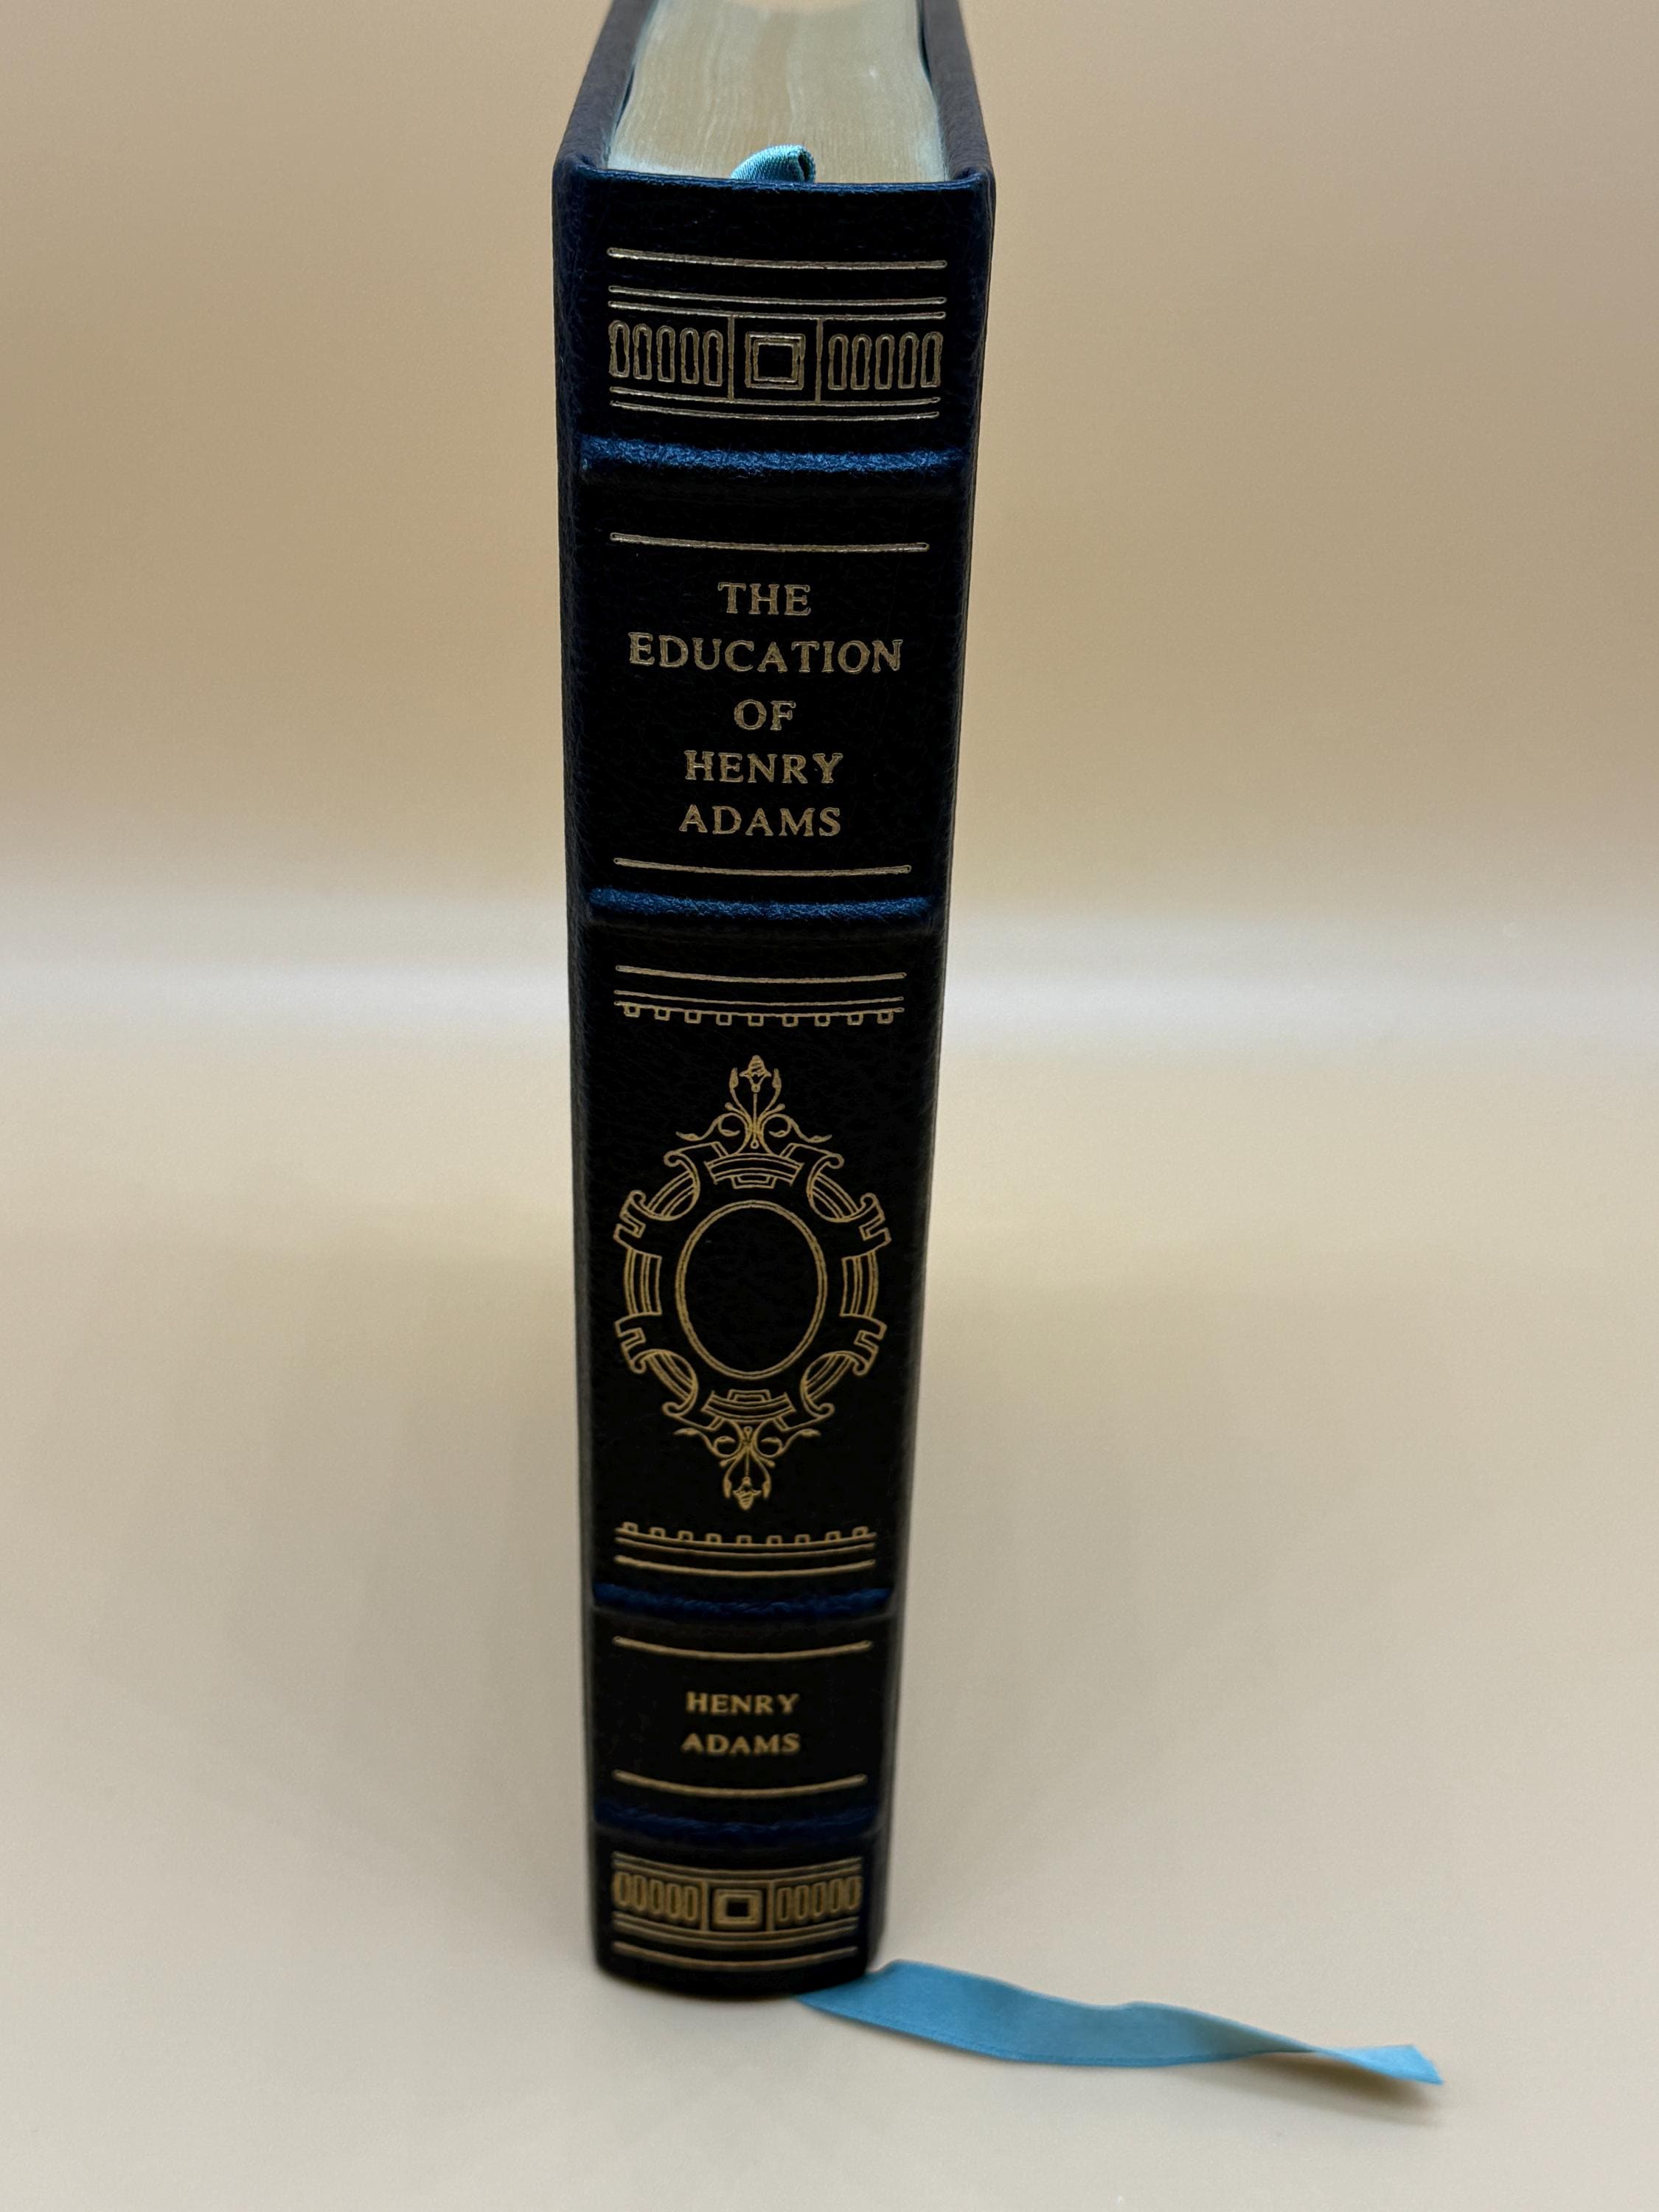 THE
EDUCATION
OF
HENRY
ADAMS
HENRY
ADAMS